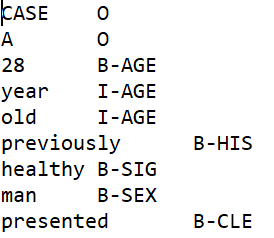 CASE O
A O
28 B-AGE
year I-AGE
old I-AGE
previously B-HIS
healthy B-SIG
man B-SEX
presented B-CLE